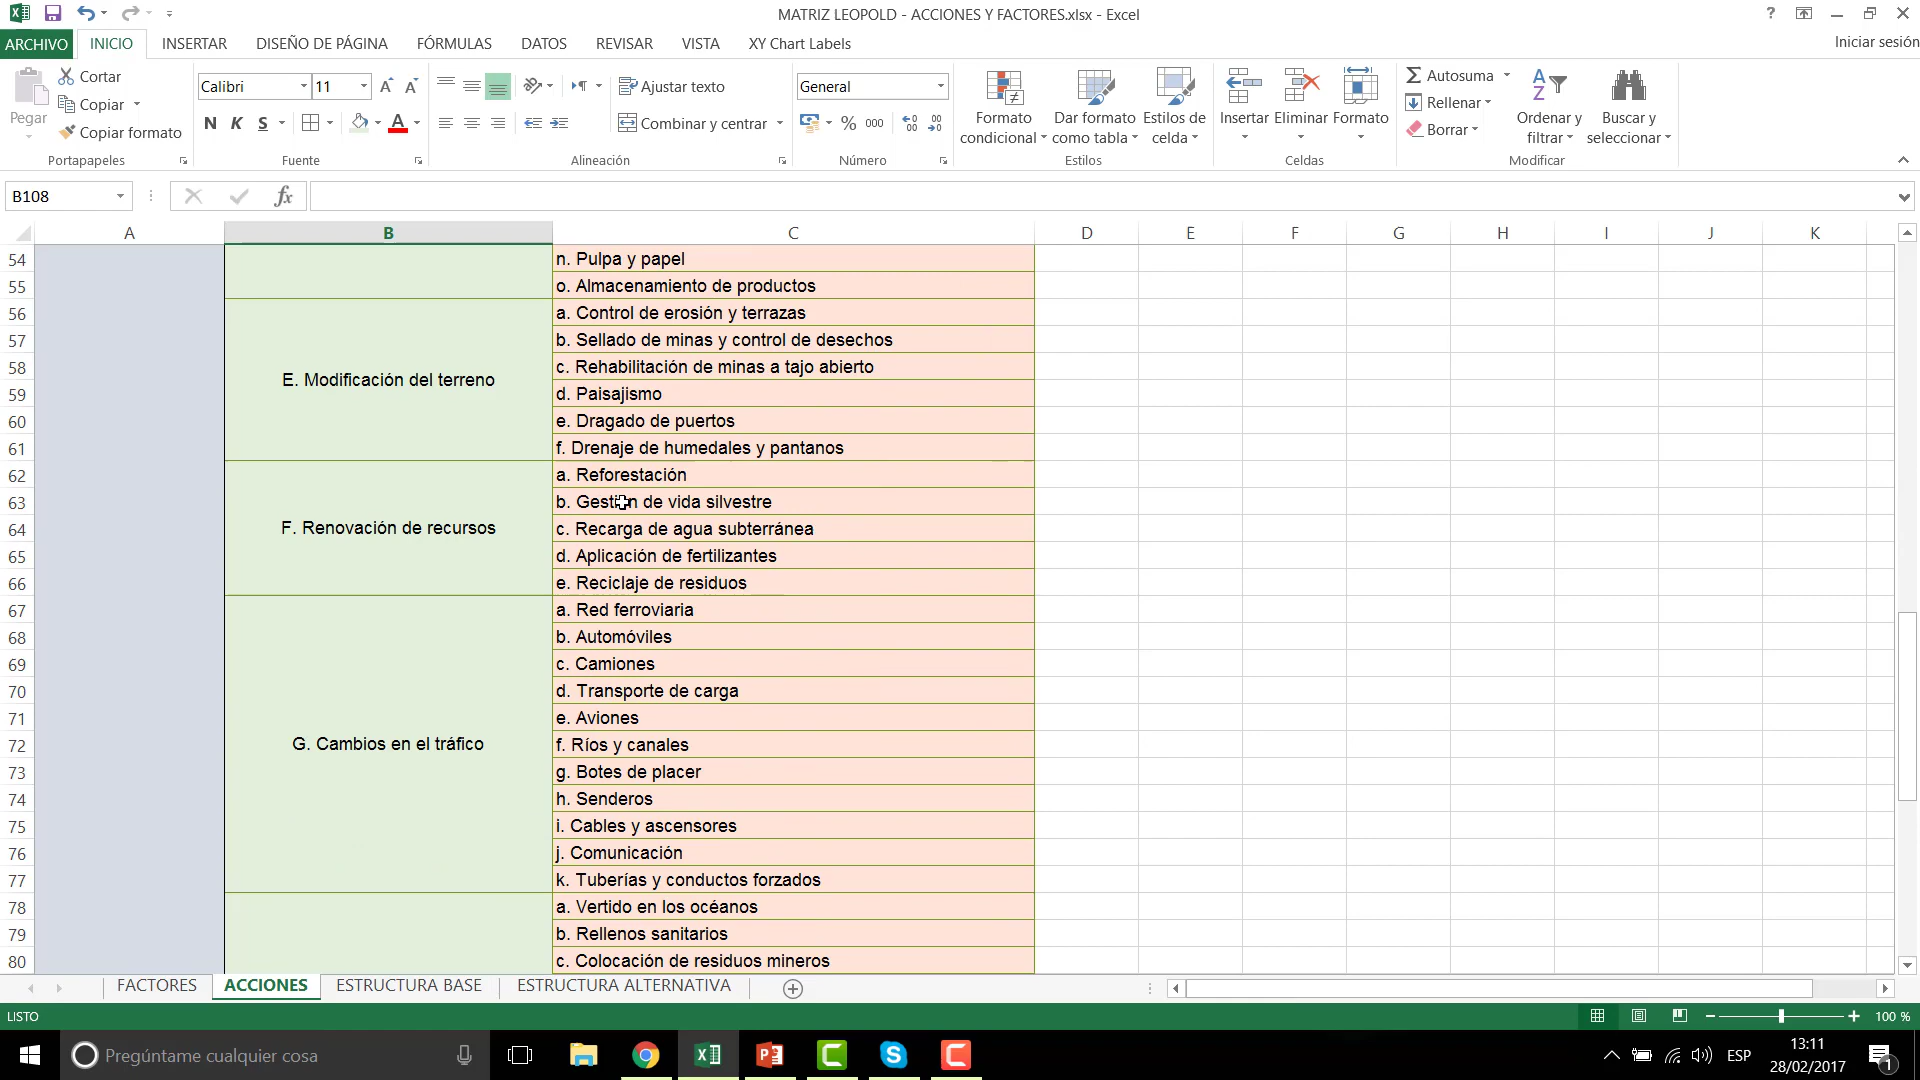 MATRIZ LEOPOLD - ACCIONES Y FACTORES.xlsx - Excel
?
ARCHIVO INICIO INSERTAR DISEÑO DE PÁGINA FÓRMULAS DATOS REVISAR VISTA XY Chart Labels Iniciar sesión
Pegar
Cortar
Copiar
Copiar formato
Portapapeles
Calibri 11
N K S
Fuente
Ajustar texto
Combinar y centrar
Alineación
General
% 000
Número
Formato condicional
Dar formato como tabla
Estilos de celda
Estilos
Insertar Eliminar Formato
Celdas
Autosuma
Rellenar
Borrar
Ordenar y filtrar
Buscar y seleccionar
Modificar
B108 fx
A B C D E F G H I J K
54 n. Pulpa y papel
55 o. Almacenamiento de productos
56 a. Control de erosión y terrazas
57 b. Sellado de minas y control de desechos
58 c. Rehabilitación de minas a tajo abierto
E. Modificación del terreno
59 d. Paisajismo
60 e. Dragado de puertos
61 f. Drenaje de humedales y pantanos
62 a. Reforestación
63 b. Gestión de vida silvestre
64 F. Renovación de recursos c. Recarga de agua subterránea
65 d. Aplicación de fertilizantes
66 e. Reciclaje de residuos
67 a. Red ferroviaria
68 b. Automóviles
69 c. Camiones
70 d. Transporte de carga
71 e. Aviones
72 G. Cambios en el tráfico f. Ríos y canales
73 g. Botes de placer
74 h. Senderos
75 i. Cables y ascensores
76 j. Comunicación
77 k. Tuberías y conductos forzados
78 a. Vertido en los océanos
79 b. Rellenos sanitarios
80 c. Colocación de residuos mineros
FACTORES ACCIONES ESTRUCTURA BASE ESTRUCTURA ALTERNATIVA
LISTO 100 %
Pregúntame cualquier cosa
ESP
13:11
28/02/2017
1